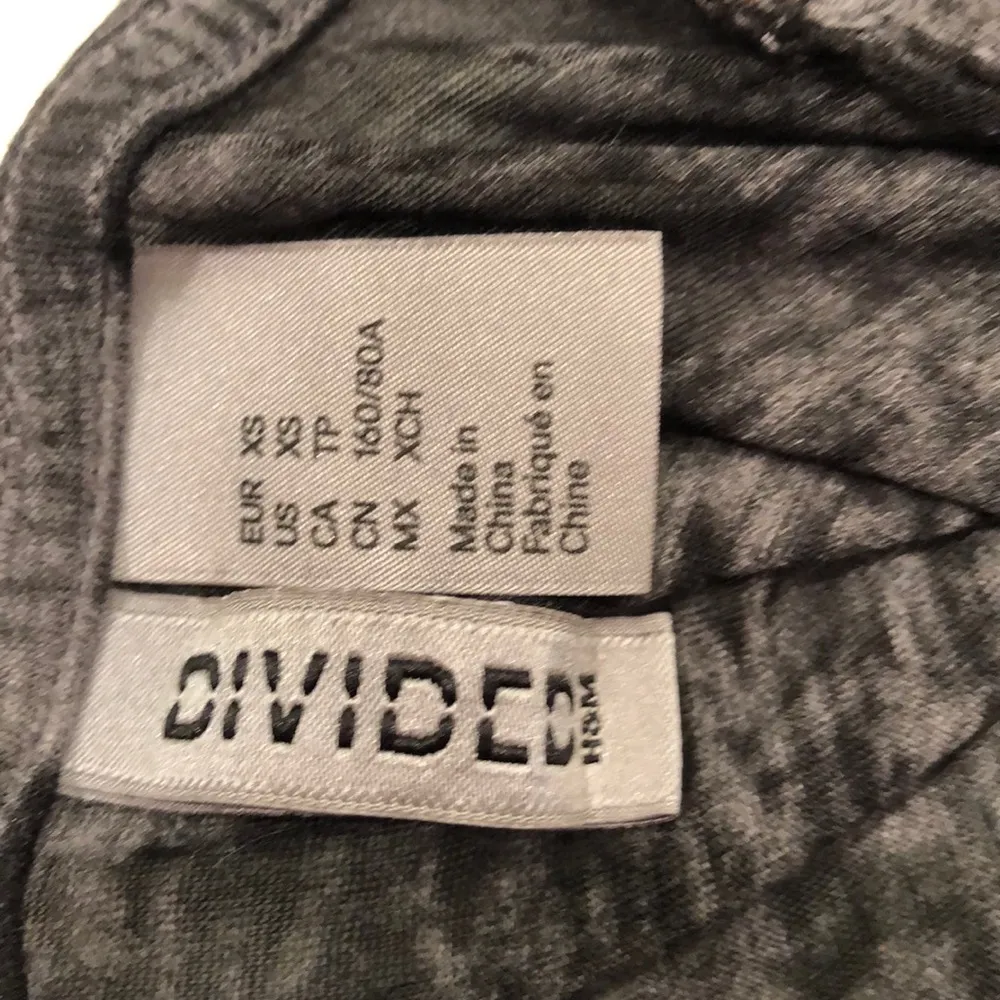 EUR XS
US XS
CA TP
CN 160/80A
MX XCH
Made in
China
Fabriqué en
Chine
DIVIDED
H&M